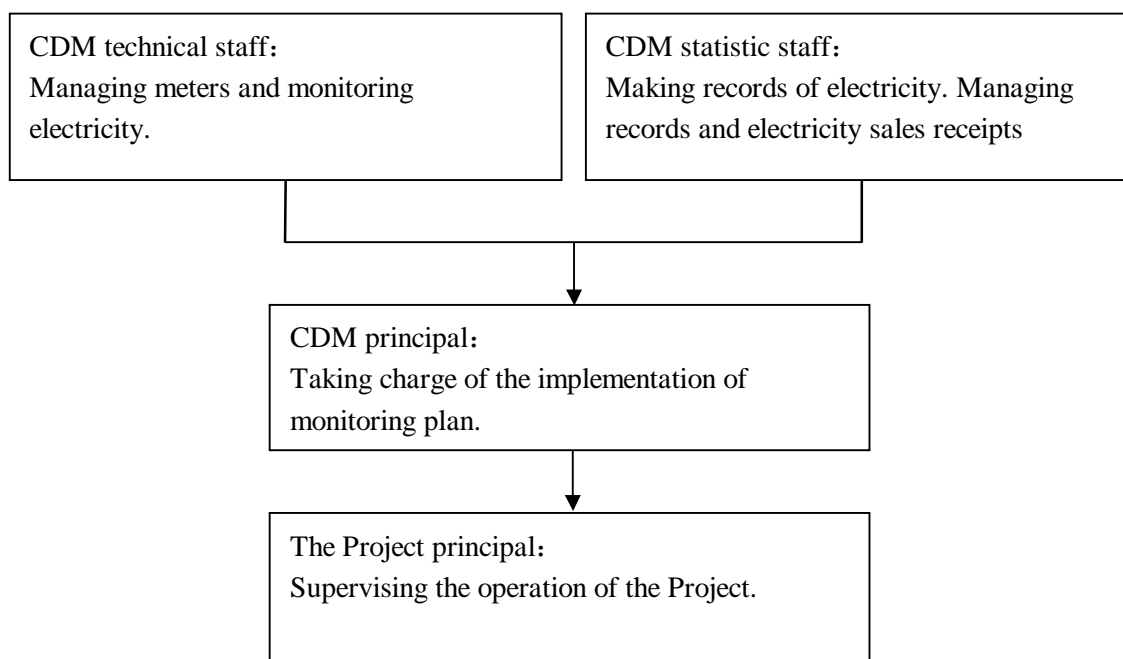 CDM technical staff：
Managing meters and monitoring
electricity.
CDM statistic staff：
Making records of electricity. Managing
records and electricity sales receipts
CDM principal：
Taking charge of the implementation of
monitoring plan.
The Project principal：
Supervising the operation of the Project.